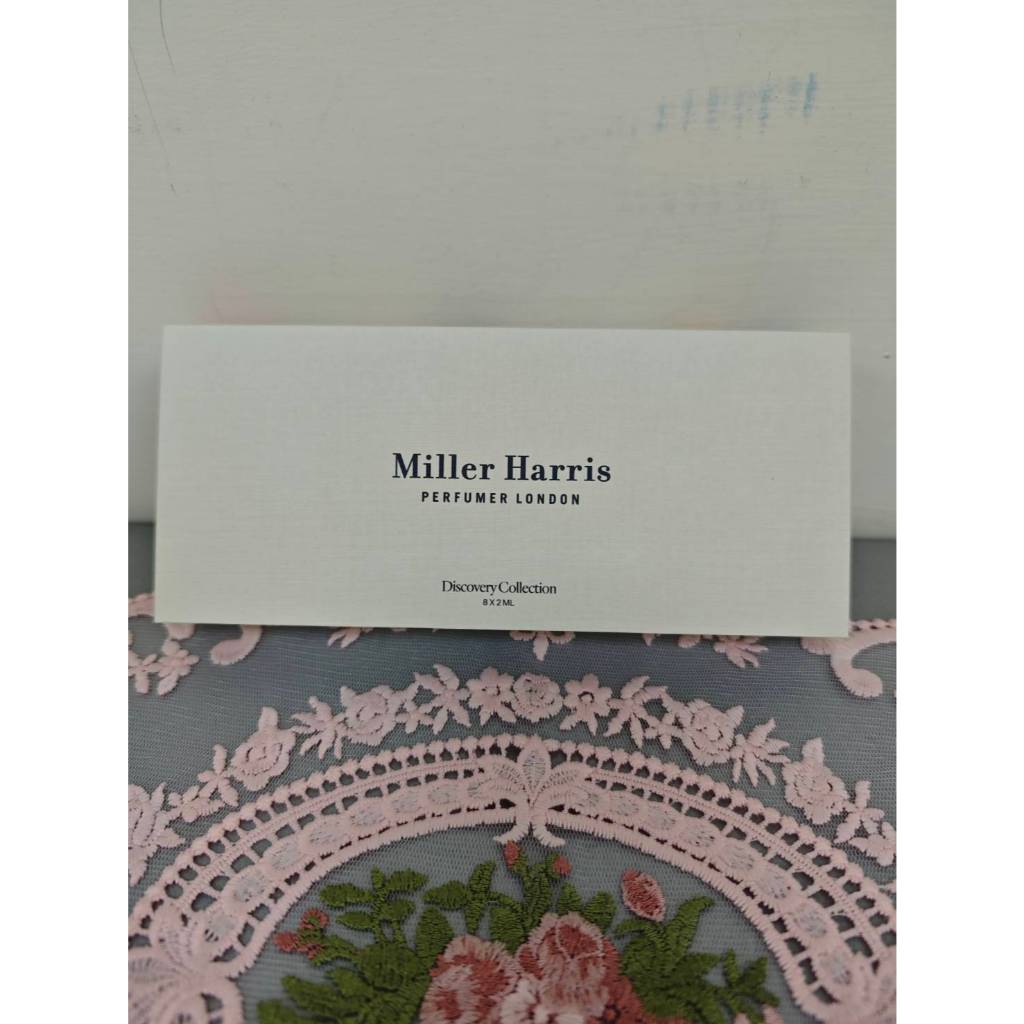 Miller Harris
PERFUMER LONDON
Discovery Collection
8 X 2 ML